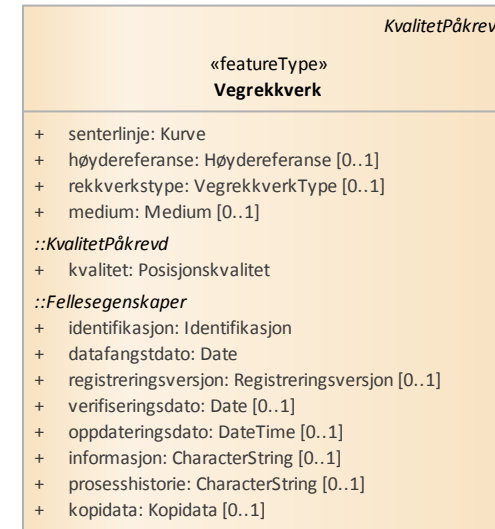 KvalitetPåkrev
«featureType»
Vegrekkverk
+ senterlinje: Kurve
+ høydereferanse: Høydereferanse [0..1]
+ rekkverkstype: VegrekkverkType [0..1]
+ medium: Medium [0..1]
::KvalitetPåkrevd
+ kvalitet: Posisjonskvalitet
::Fellesegenskaper
+ identifikasjon: Identifikasjon
+ datafangstdato: Date
+ registreringsversjon: Registreringsversjon [0..1]
+ verifiseringsdato: Date [0..1]
+ oppdateringsdato: DateTime [0..1]
+ informasjon: CharacterString [0..1]
+ prosesshistorie: CharacterString [0..1]
+ kopidata: Kopidata [0..1]